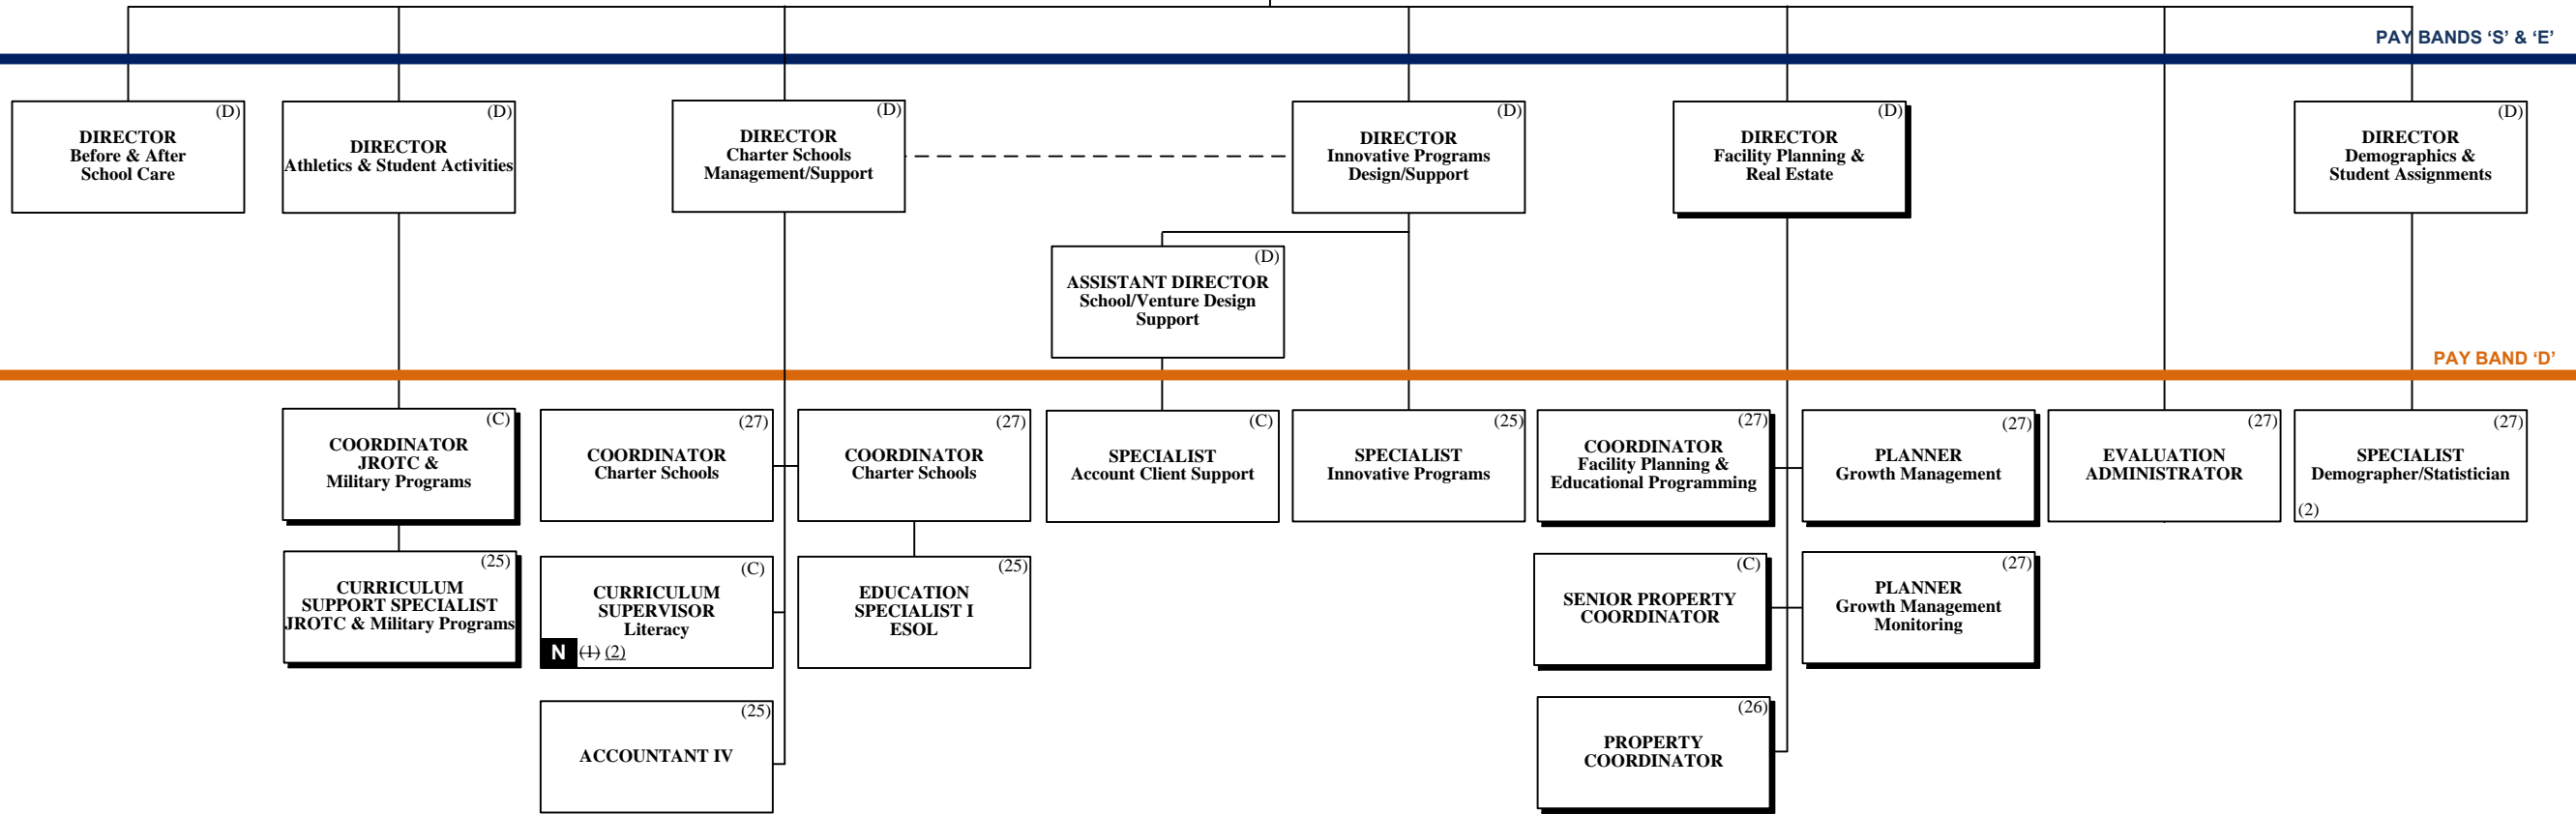 PAY BANDS ‘S’ & ‘E’
(D)
DIRECTOR
Before & After
School Care
(D)
DIRECTOR
Athletics & Student Activities
(D)
DIRECTOR
Charter Schools
Management/Support
(D)
DIRECTOR
Innovative Programs
Design/Support
(D)
DIRECTOR
Facility Planning &
Real Estate
(D)
DIRECTOR
Demographics &
Student Assignments
(D)
ASSISTANT DIRECTOR
School/Venture Design
Support
PAY BAND ‘D’
(C)
COORDINATOR
JROTC &
Military Programs
(27)
COORDINATOR
Charter Schools
(27)
COORDINATOR
Charter Schools
(C)
SPECIALIST
Account Client Support
(25)
SPECIALIST
Innovative Programs
(27)
COORDINATOR
Facility Planning &
Educational Programming
(27)
PLANNER
Growth Management
(27)
EVALUATION
ADMINISTRATOR
(27)
SPECIALIST
Demographer/Statistician
(2)
(25)
CURRICULUM
SUPPORT SPECIALIST
JROTC & Military Programs
(C)
CURRICULUM
SUPERVISOR
Literacy
N (1) (2)
(25)
EDUCATION
SPECIALIST I
ESOL
(C)
SENIOR PROPERTY
COORDINATOR
(27)
PLANNER
Growth Management
Monitoring
(25)
ACCOUNTANT IV
(26)
PROPERTY
COORDINATOR